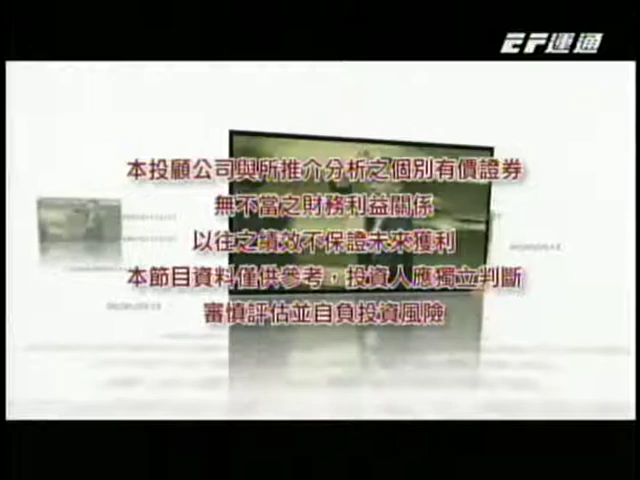 EF運通
本投顧公司與所推介分析之個別有價證券
無不當之財務利益關係
以往之績效不保證未來獲利
本節目資料僅供參考，投資人應獨立判斷
審慎評估並自負投資風險